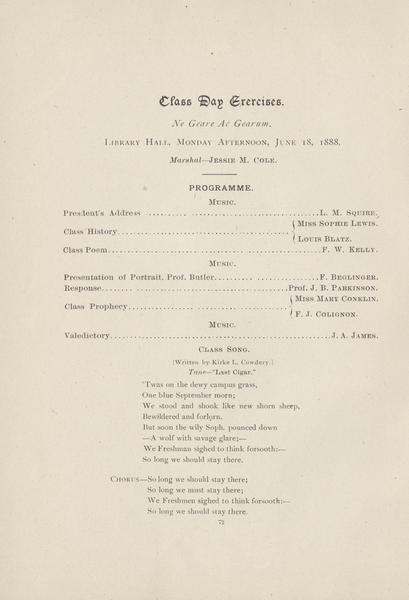 Class Day Exercises.
Ne Geare Ac Gearum.
Library Hall, Monday Afternoon, June 18, 1888.
Marshal—Jessie M. Cole.
PROGRAMME.
Music.
President's Address ........................................ L. M. Squire.
Class History ........................................ { Miss Sophie Lewis.
{ Louis Blatz.
Class Poem ........................................ F. W. Kelly.
Music.
Presentation of Portrait, Prof. Butler ........................ F. Beglinger.
Response ........................................ Prof. J. B. Parkinson.
Class Prophecy ........................................ { Miss Mary Conklin.
{ F. J. Colignon.
Music.
Valedictory ........................................ J. A. James.
Class Song.
[Written by Kirke L. Cowdery.]
Tune—"Last Cigar."
'Twas on the dewy campus grass,
One blue September morn;
We stood and shook like new shorn sheep,
Bewildered and forlorn.
But soon the wily Soph. pounced down
—A wolf with savage glare;—
We Freshman sighed to think forsooth:—
So long we should stay there.
Chorus—So long we should stay there;
So long we must stay there;
We Freshmen sighed to think forsooth:—
So long we should stay there.
72